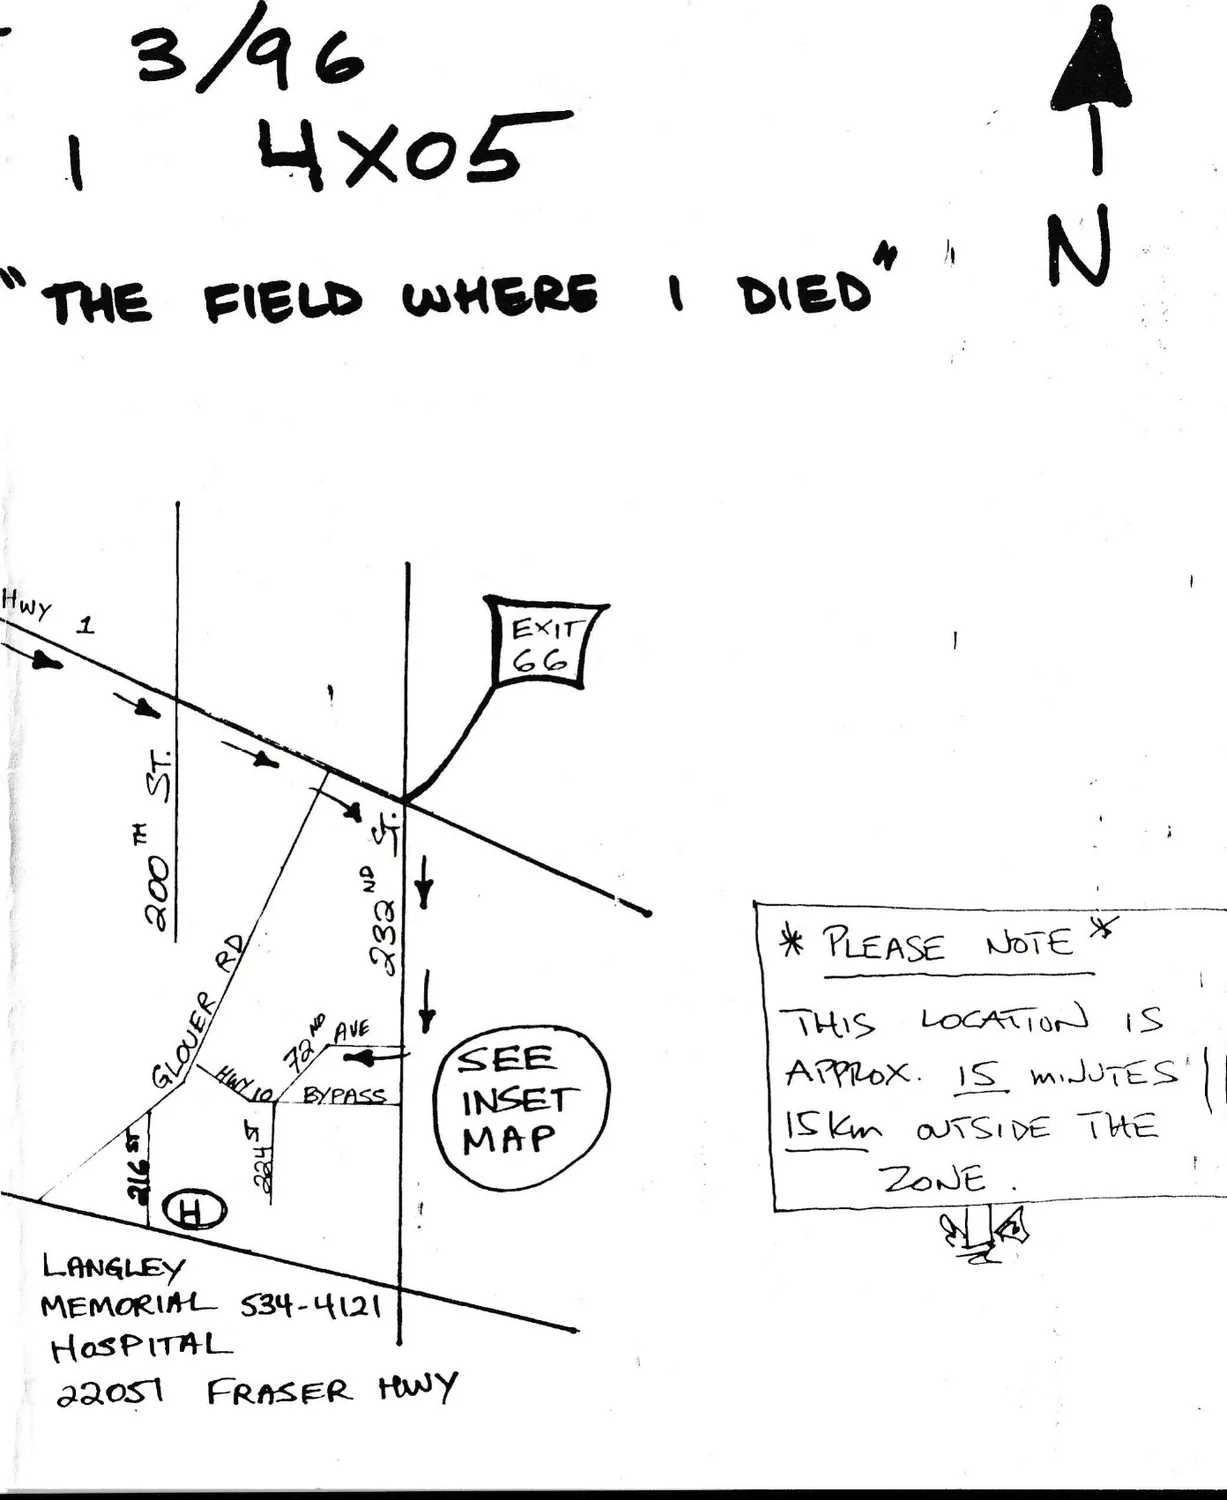 3/96
1 4X05
N
"THE FIELD WHERE I DIED"
HWY 1
EXIT
66
200TH ST.
232ND ST.
GLOVER RD
72ND AVE
HWY 10
BYPASS
216 ST
224 ST
SEE
INSET
MAP
H
LANGLEY
MEMORIAL 534-4121
HOSPITAL
22051 FRASER HWY
* PLEASE NOTE *
THIS LOCATION IS
APPROX. 15 MINUTES
15 Km OUTSIDE THE
ZONE.